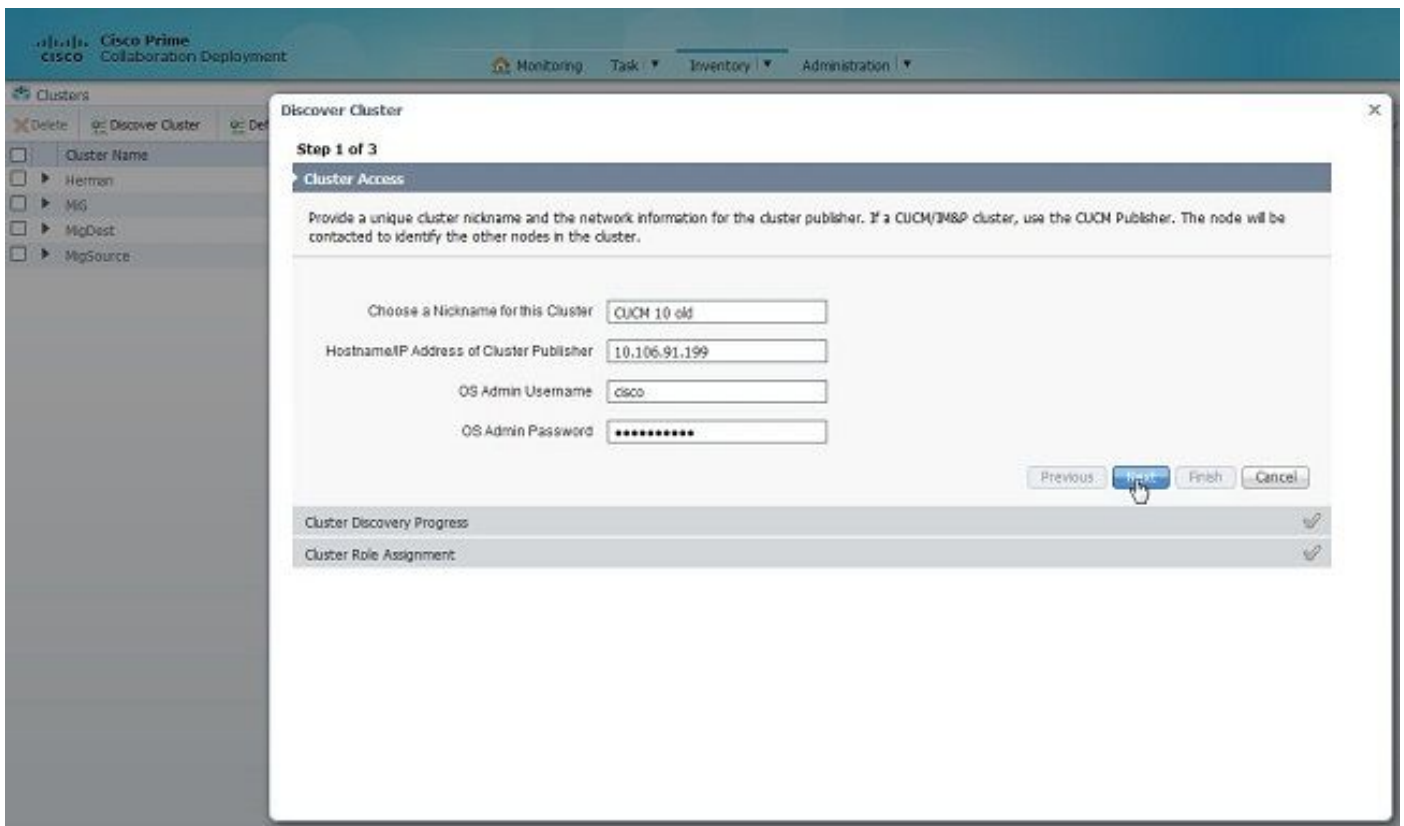 Cisco Prime
CISCO Collaboration Deployment
Monitoring Task Inventory Administration
Clusters
Delete Discover Cluster Def
Cluster Name
Herman
MiG
MigDest
MigSource
Discover Cluster
Step 1 of 3
Cluster Access
Provide a unique cluster nickname and the network information for the cluster publisher. If a CUCM/IM&P cluster, use the CUCM Publisher. The node will
contacted to identify the other nodes in the cluster.
Choose a Nickname for this Cluster CUCM 10 old
Hostname/IP Address of Cluster Publisher 10.106.91.199
OS Admin Username cisco
OS Admin Password ••••••••••
Previous Next Finish Cancel
Cluster Discovery Progress
Cluster Role Assignment